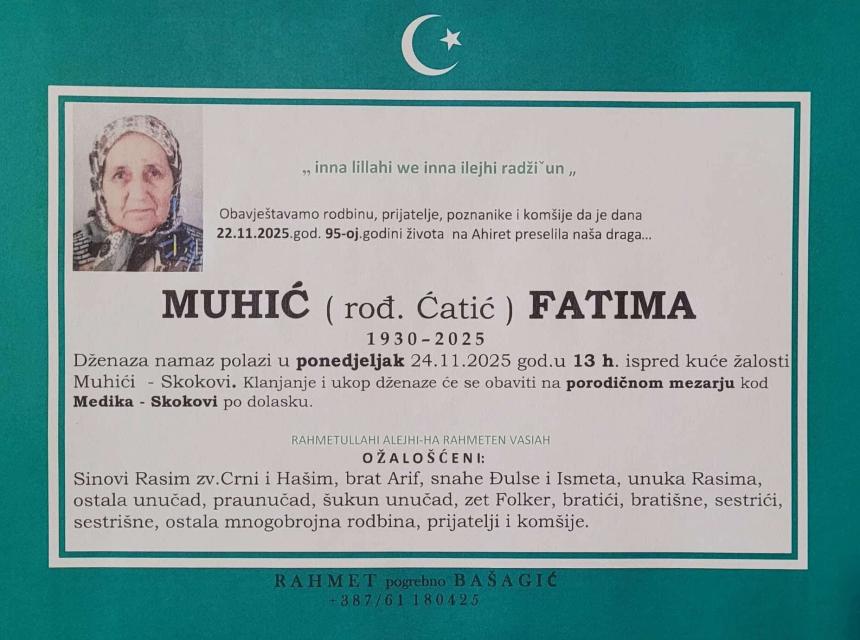 „ inna lillahi we inna ilejhi radžiˇun „
Obavještavamo rodbinu, prijatelje, poznanike i komšije da je dana
22.11.2025.god. 95-oj.godini života na Ahiret preselila naša draga...
MUHIĆ ( rođ. Ćatić ) FATIMA
1930-2025
Dženaza namaz polazi u ponedjeljak 24.11.2025 god.u 13 h. ispred kuće žalosti
Muhići - Skokovi. Klanjanje i ukop dženaze će se obaviti na porodičnom mezarju kod
Medika - Skokovi po dolasku.
RAHMETULLAHI ALEJHI-HA RAHMETEN VASIAH
OŽALOŠĆENI:
Sinovi Rasim zv.Crni i Hašim, brat Arif, snahe Đulse i Ismeta, unuka Rasima,
ostala unučad, praunučad, šukun unučad, zet Folker, bratići, bratišne, sestrići,
sestrišne, ostala mnogobrojna rodbina, prijatelji i komšije.
RAHMET pogrebno BAŠAGIĆ
+387/61 180425